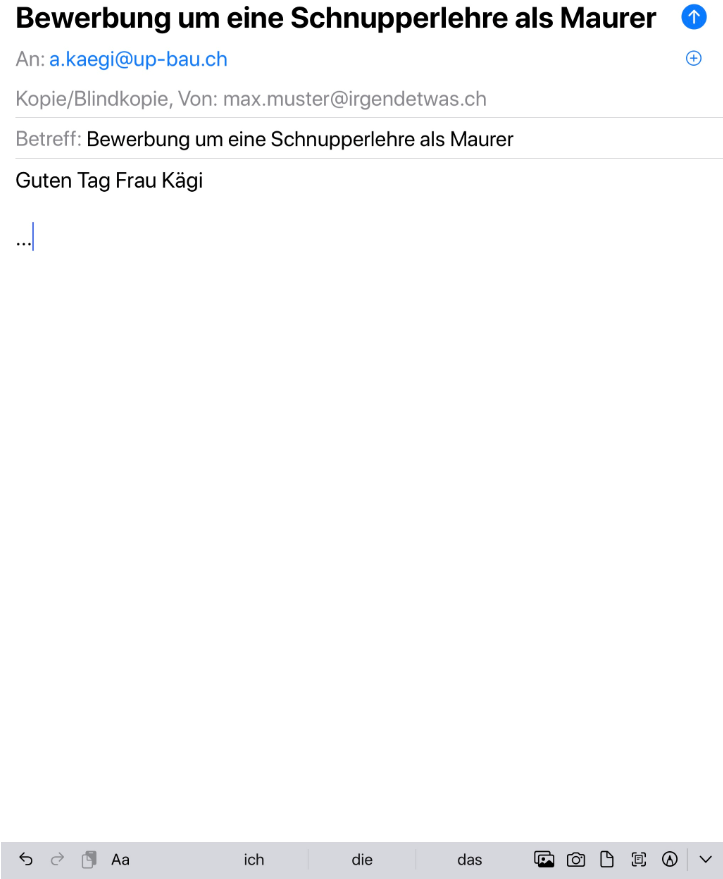 Bewerbung um eine Schnupperlehre als Maurer
An: a.kaegi@up-bau.ch
Kopie/Blindkopie, Von: max.muster@irgendetwas.ch
Betreff: Bewerbung um eine Schnupperlehre als Maurer
Guten Tag Frau Kägi
...
Aa ich die das